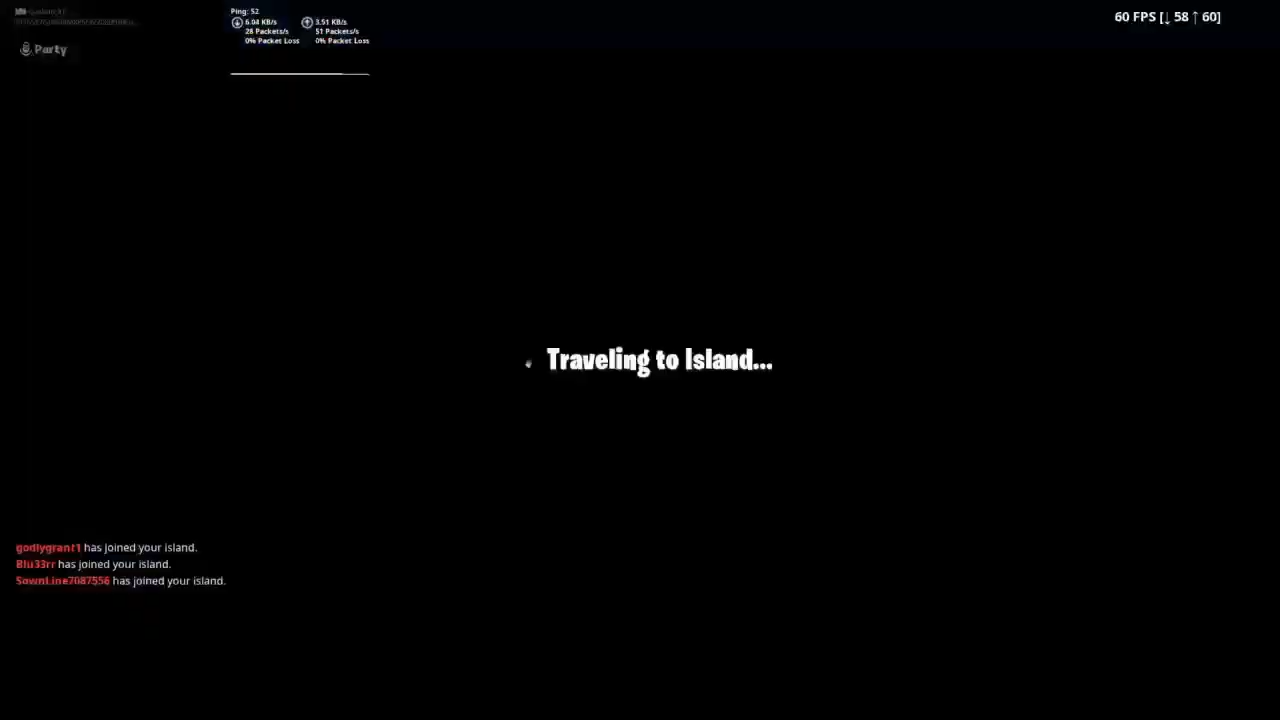 Ping: 52
6.04 KB/s
3.51 KB/s
28 Packets/s
51 Packets/s
0% Packet Loss
0% Packet Loss
60 FPS [↓ 58 ↑ 60]
Party
Traveling to Island...
godlygrant1 has joined your island.
Blu33rr has joined your island.
SawnLine7087556 has joined your island.